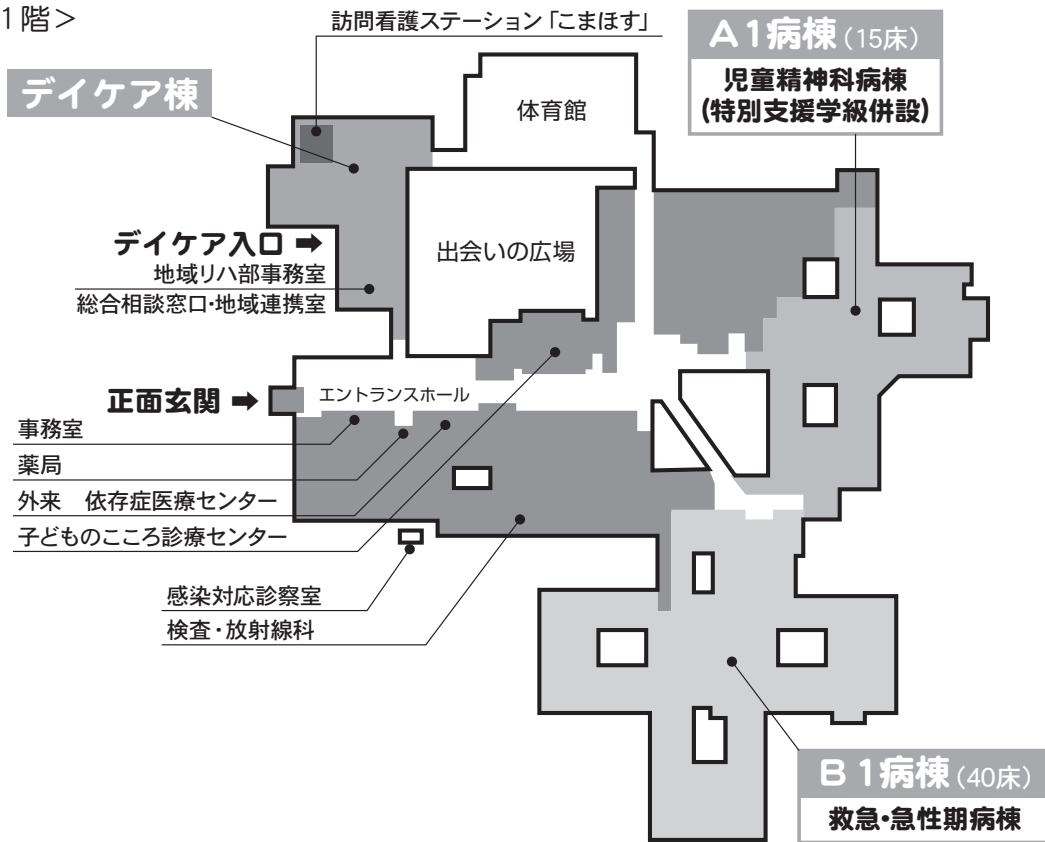 1階＞
訪問看護ステーション「こまほす」
デイケア棟
A1病棟（15床）
児童精神科病棟
(特別支援学級併設)
体育館
出会いの広場
デイケア入口 ➡
地域リハ部事務室
総合相談窓口・地域連携室
正面玄関 ➡
エントランスホール
事務室
薬局
外来　依存症医療センター
子どものこころ診療センター
感染対応診察室
検査・放射線科
B1病棟（40床）
救急・急性期病棟